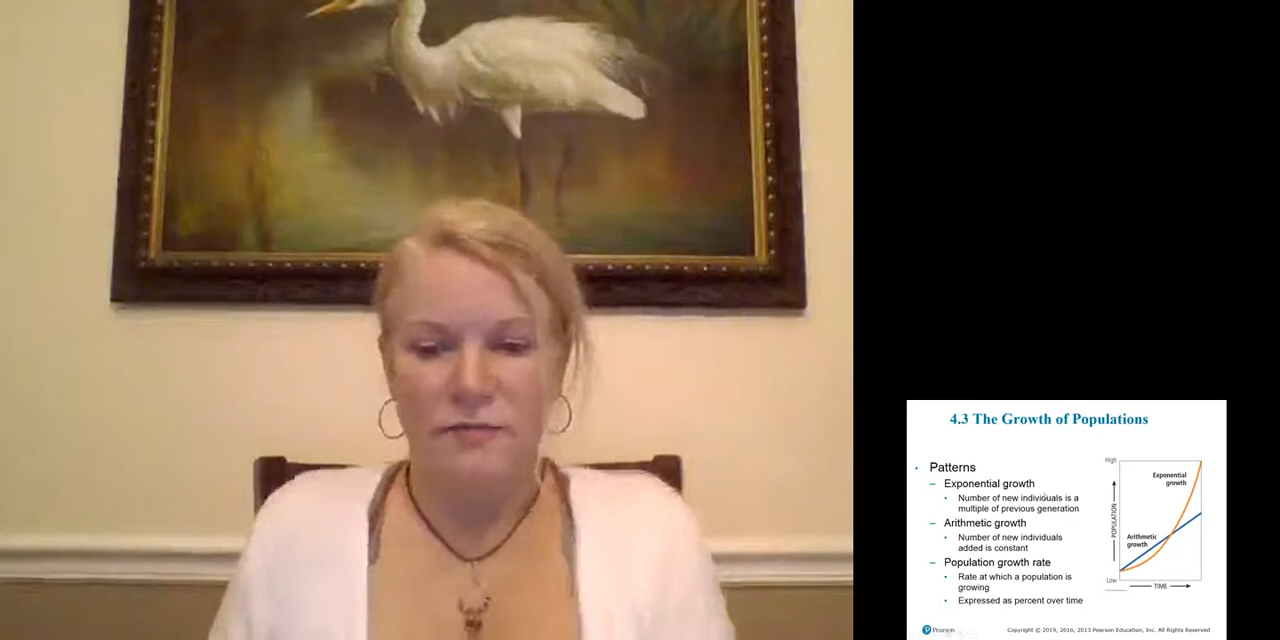 4.3 The Growth of Populations
• Patterns
– Exponential growth
• Number of new individuals is a
multiple of previous generation
– Arithmetic growth
• Number of new individuals
added is constant
– Population growth rate
• Rate at which a population is
growing
• Expressed as percent over time
High
Exponential
growth
POPULATION
Arithmetic
growth
Low
TIME
Pearson
Copyright © 2019, 2016, 2013 Pearson Education, Inc. All Rights Reserved